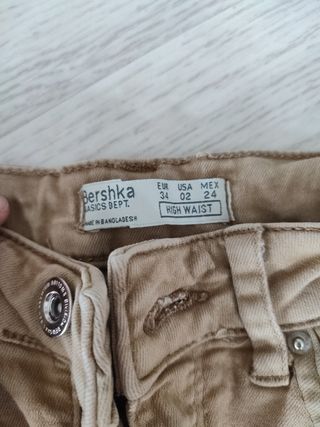 Bershka
BASICS DEPT.
MADE IN BANGLADESH
EUR USA MEX
34 02 24
HIGH WAIST